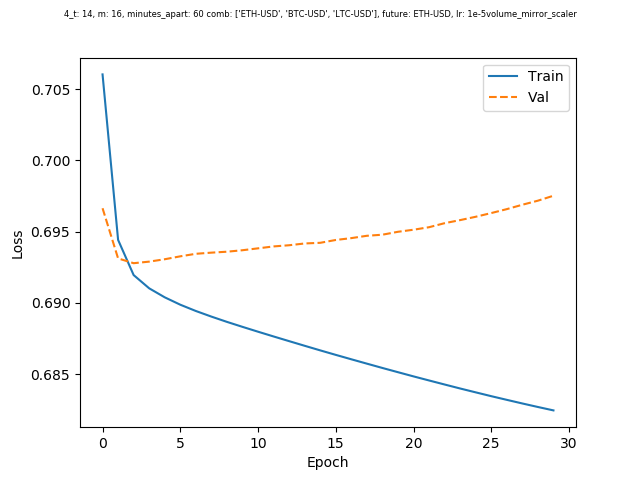 4_t: 14, m: 16, minutes_apart: 60 comb: ['ETH-USD', 'BTC-USD', 'LTC-USD'], future: ETH-USD, lr: 1e-5volume_mirror_scaler
Train
Val
0.705
0.700
0.695
0.690
0.685
Loss
0 5 10 15 20 25 30
Epoch